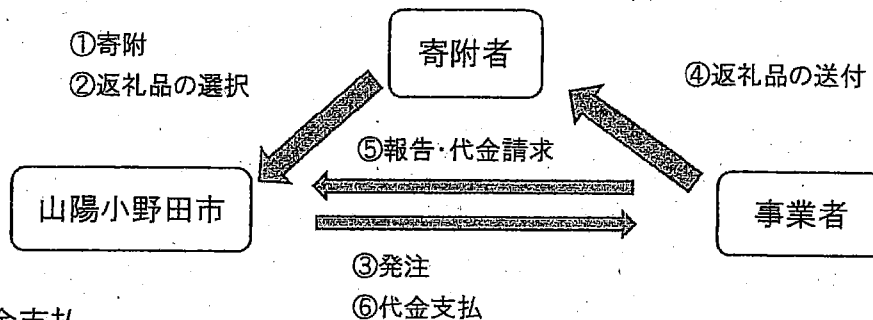 ①寄附
②返礼品の選択
寄附者
④返礼品の送付
⑤報告・代金請求
山陽小野田市
事業者
③発注
⑥代金支払